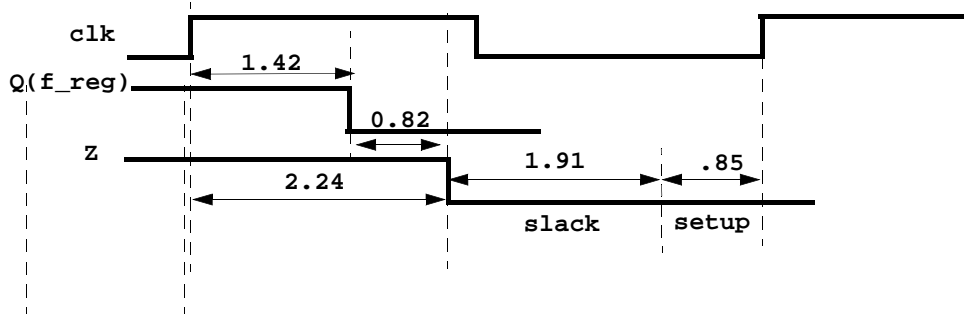 clk
1.42
Q(f_reg)
0.82
Z
1.91
.85
2.24
slack
setup